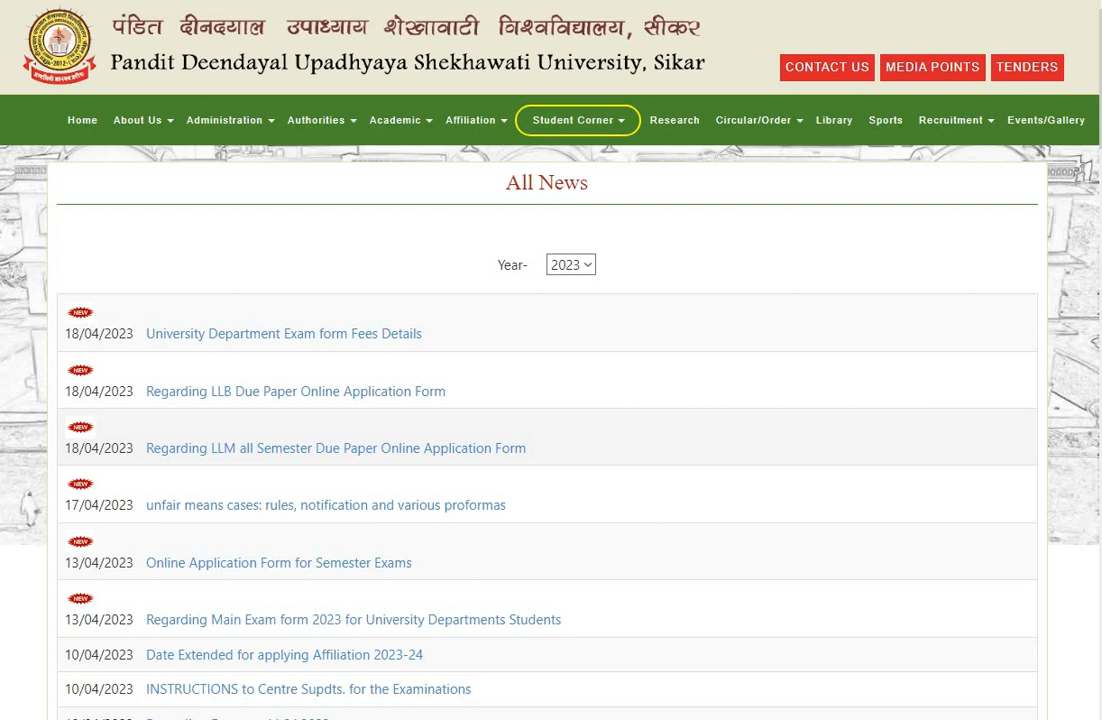 पंडित दीनदयाल उपाध्याय शेखावाटी विश्वविद्यालय, सीकर
Pandit Deendayal Upadhyaya Shekhawati University, Sikar
CONTACT US MEDIA POINTS TENDERS
Home About Us Administration Authorities Academic Affiliation Student Corner Research Circular/Order Library Sports Recruitment Events/Gallery
All News
Year- 2023
NEW
18/04/2023 University Department Exam form Fees Details
NEW
18/04/2023 Regarding LLB Due Paper Online Application Form
NEW
18/04/2023 Regarding LLM all Semester Due Paper Online Application Form
NEW
17/04/2023 unfair means cases: rules, notification and various proformas
NEW
13/04/2023 Online Application Form for Semester Exams
NEW
13/04/2023 Regarding Main Exam form 2023 for University Departments Students
10/04/2023 Date Extended for applying Affiliation 2023-24
10/04/2023 INSTRUCTIONS to Centre Supdts. for the Examinations